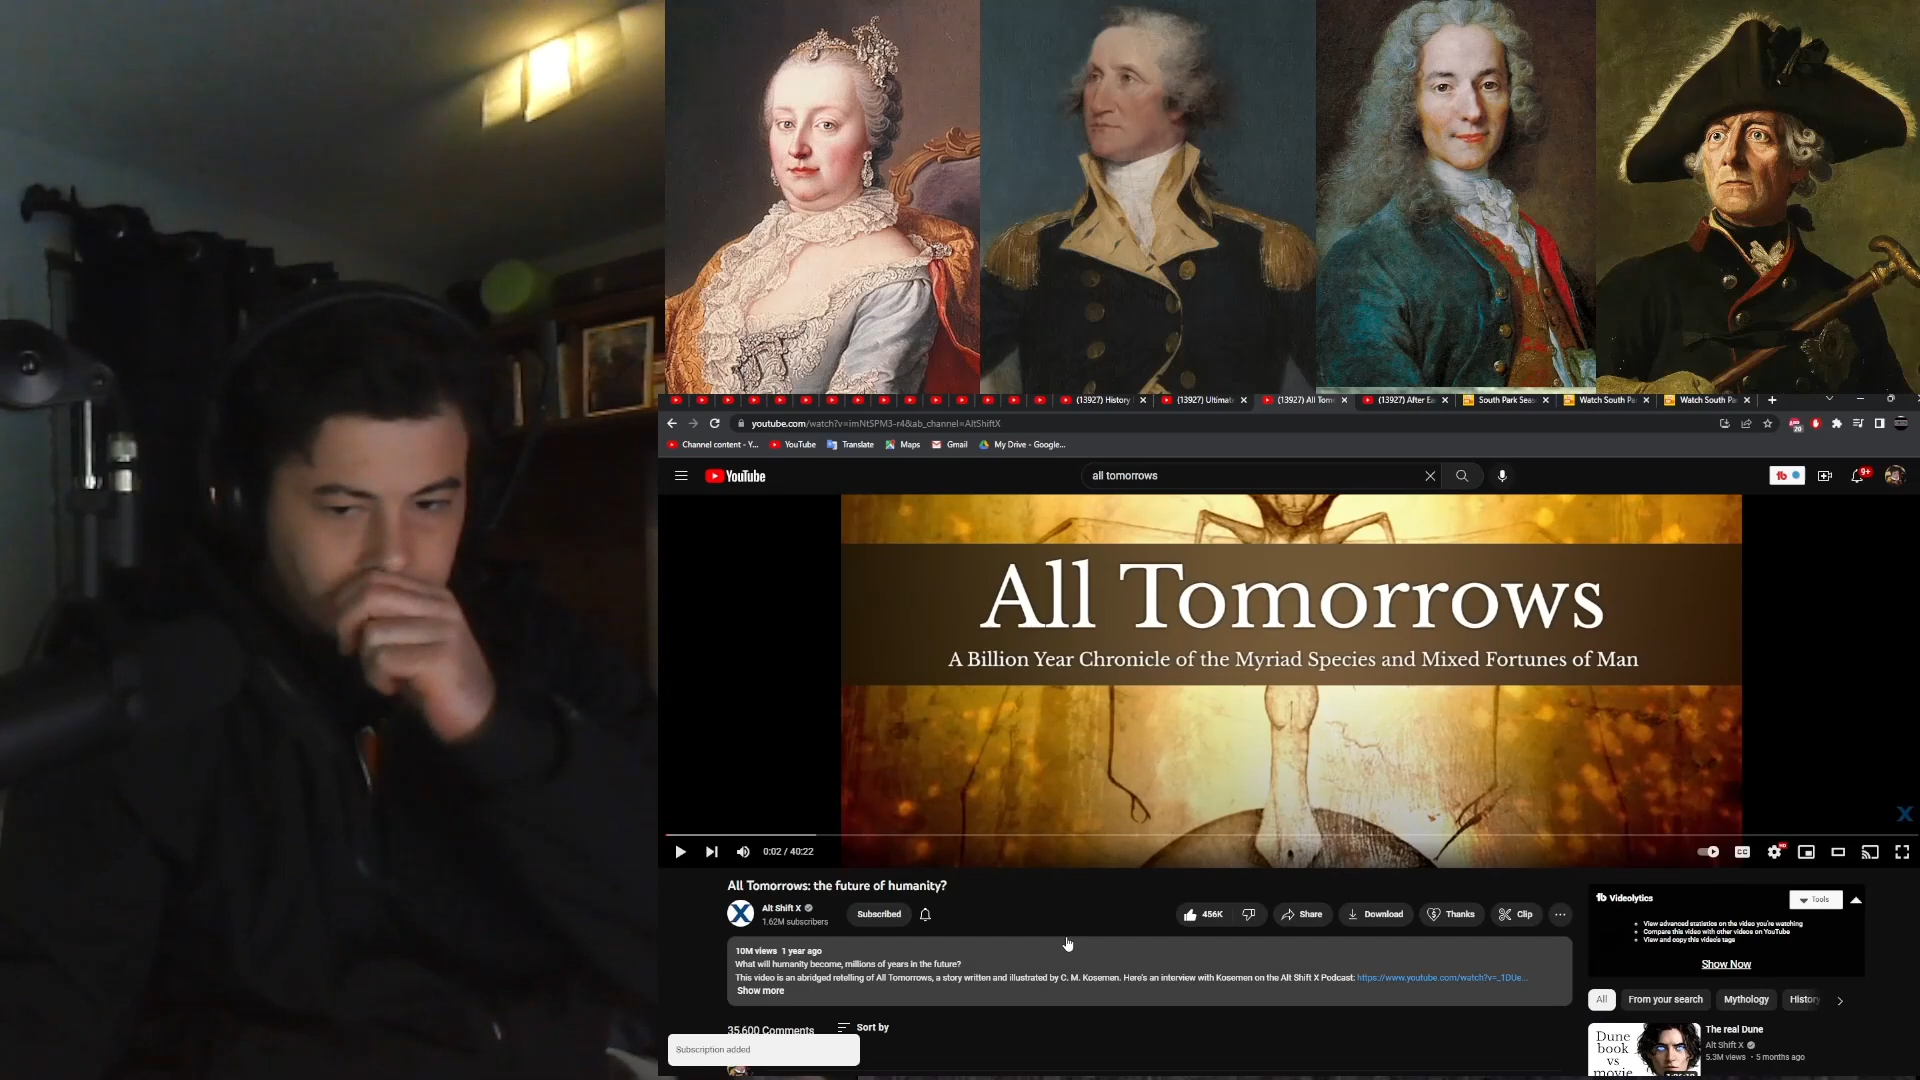 (13927) History
(13927) Ultimat
(13927) All Tom
(13927) After Ea
South Park Seas
Watch South Pa
Watch South Pa
youtube.com/watch?v=imNtSPM3-r4&ab_channel=AltShiftX
20
Channel content - Y...
YouTube
Translate
Maps
Gmail
My Drive - Google...
YouTube
all tomorrows
tb
9+
All Tomorrows
A Billion Year Chronicle of the Myriad Species and Mixed Fortunes of Man
X
0:02 / 40:22
CC
HD
All Tomorrows: the future of humanity?
X
Alt Shift X
1.62M subscribers
Subscribed
456K
Share
Download
Thanks
Clip
10M views 1 year ago
What will humanity become, millions of years in the future?
This video is an abridged retelling of All Tomorrows, a story written and illustrated by C. M. Kosemen. Here's an interview with Kosemen on the Alt Shift X Podcast: https://www.youtube.com/watch?v=_1DUe...
Show more
35,600 Comments
Sort by
Subscription added
tb Videolytics
Tools
View advanced statistics on the video you're watching
Compare this video with other videos on YouTube
View and copy this video's tags
Show Now
All
From your search
Mythology
History
Dune
book
vs
movie
The real Dune
Alt Shift X
5.3M views • 5 months ago